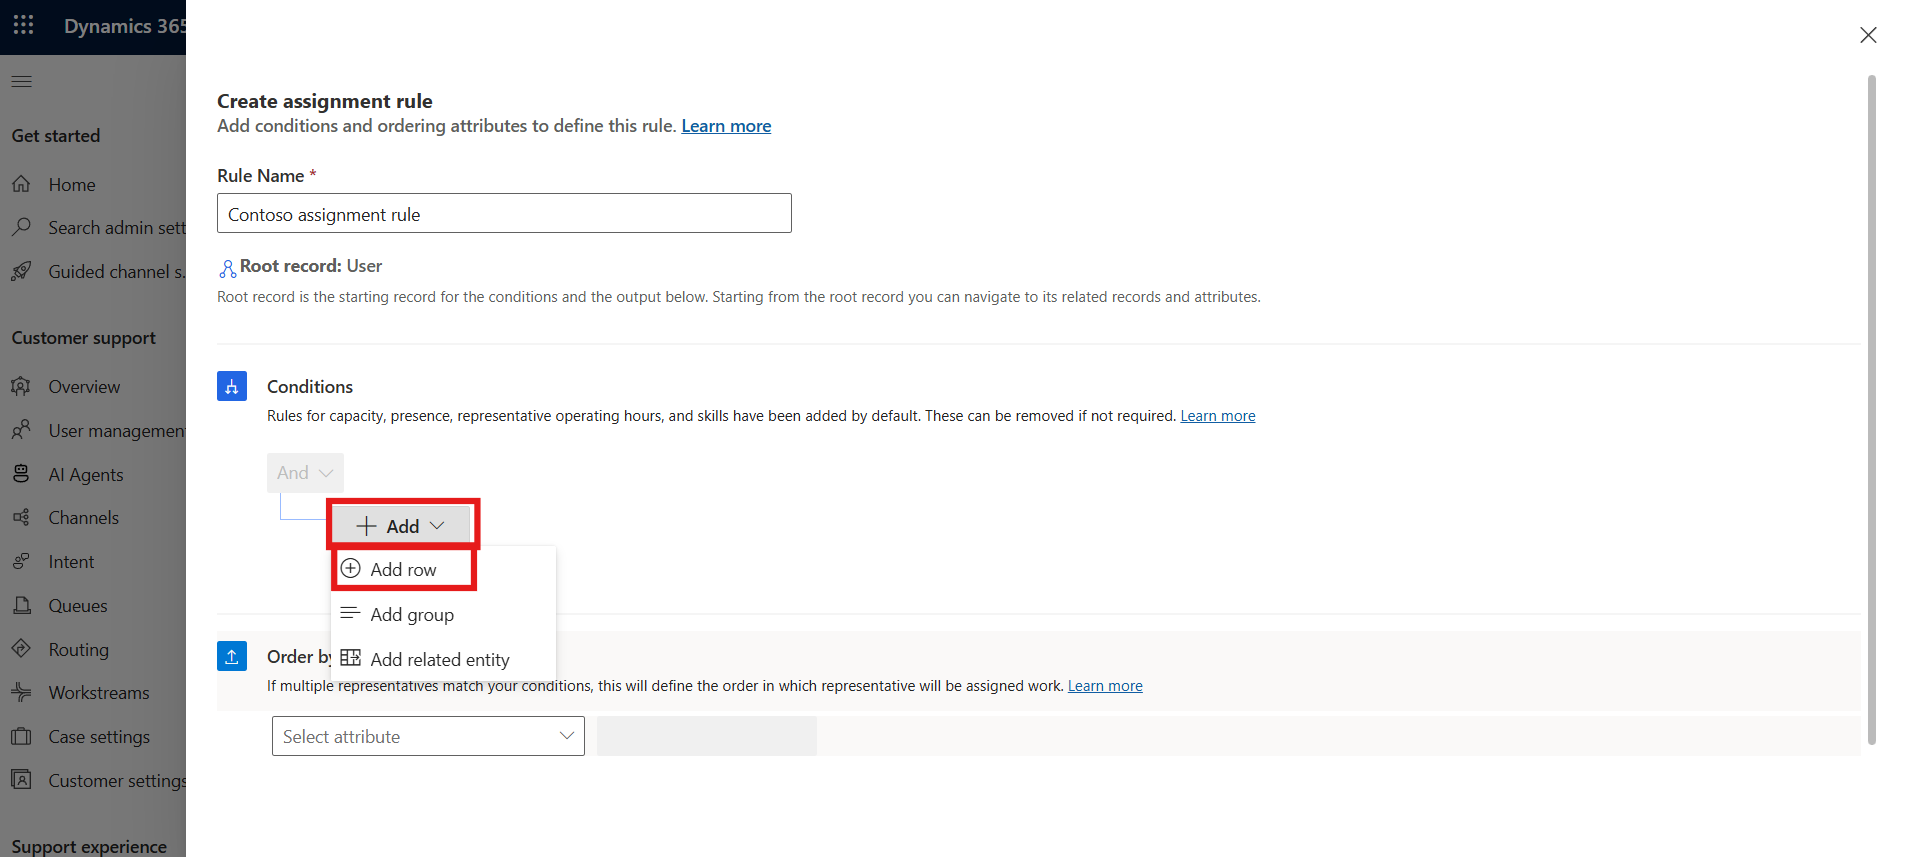 Dynamics 365
Get started
Home
Search admin sett
Guided channel s...
Customer support
Overview
User management
AI Agents
Channels
Intent
Queues
Routing
Workstreams
Case settings
Customer settings
Support experience
Create assignment rule
Add conditions and ordering attributes to define this rule. Learn more
Rule Name *
Contoso assignment rule
Root record: User
Root record is the starting record for the conditions and the output below. Starting from the root record you can navigate to its related records and attributes.
Conditions
Rules for capacity, presence, representative operating hours, and skills have been added by default. These can be removed if not required. Learn more
And
Add
Add row
Add group
Add related entity
Order by
If multiple representatives match your conditions, this will define the order in which representative will be assigned work. Learn more
Select attribute